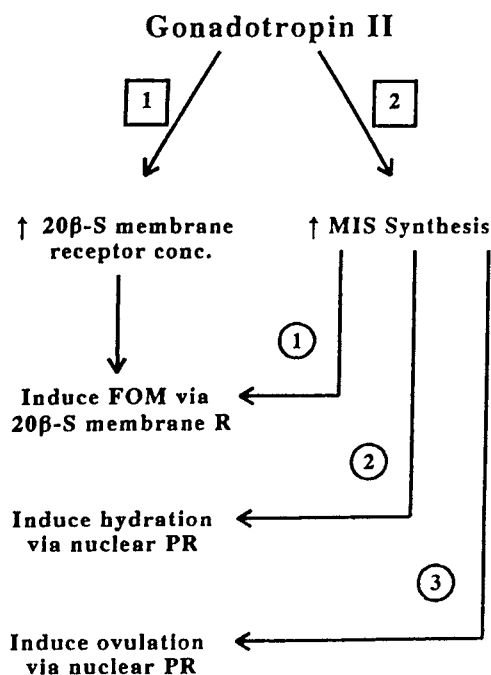 Gonadotropin II
1
2
↑ 20β-S membrane
receptor conc.
↑ MIS Synthesis
1
Induce FOM via
20β-S membrane R
2
Induce hydration
via nuclear PR
3
Induce ovulation
via nuclear PR